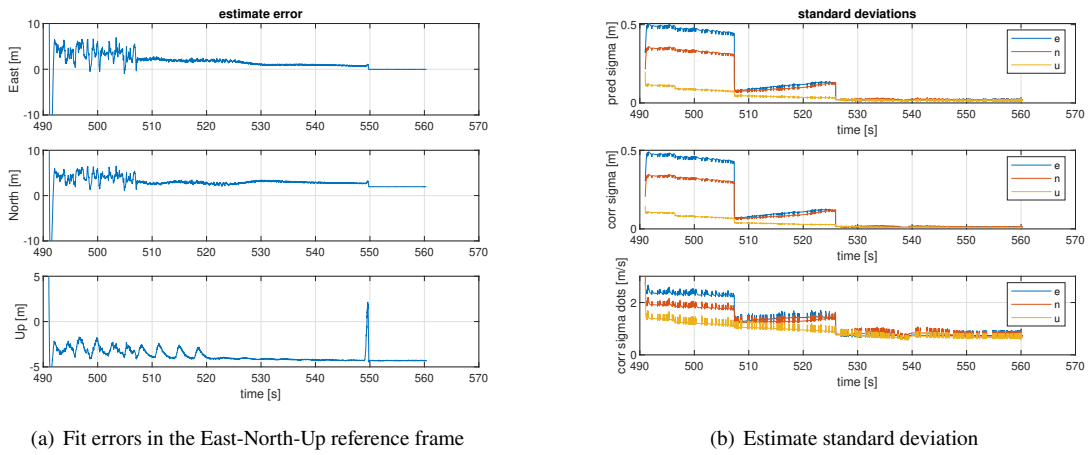 estimate error
10
0
-10
East [m]
490 500 510 520 530 540 550 560 570
10
0
-10
North [m]
490 500 510 520 530 540 550 560 570
5
0
-5
Up [m]
490 500 510 520 530 540 550 560 570
time [s]
standard deviations
0.5
0
pred sigma [m]
e
n
u
490 500 510 520 530 540 550 560 570
time [s]
0.5
0
corr sigma [m]
e
n
u
490 500 510 520 530 540 550 560 570
time [s]
2
0
corr sigma dots [m/s]
e
n
u
490 500 510 520 530 540 550 560 570
time [s]
(a) Fit errors in the East-North-Up reference frame
(b) Estimate standard deviation